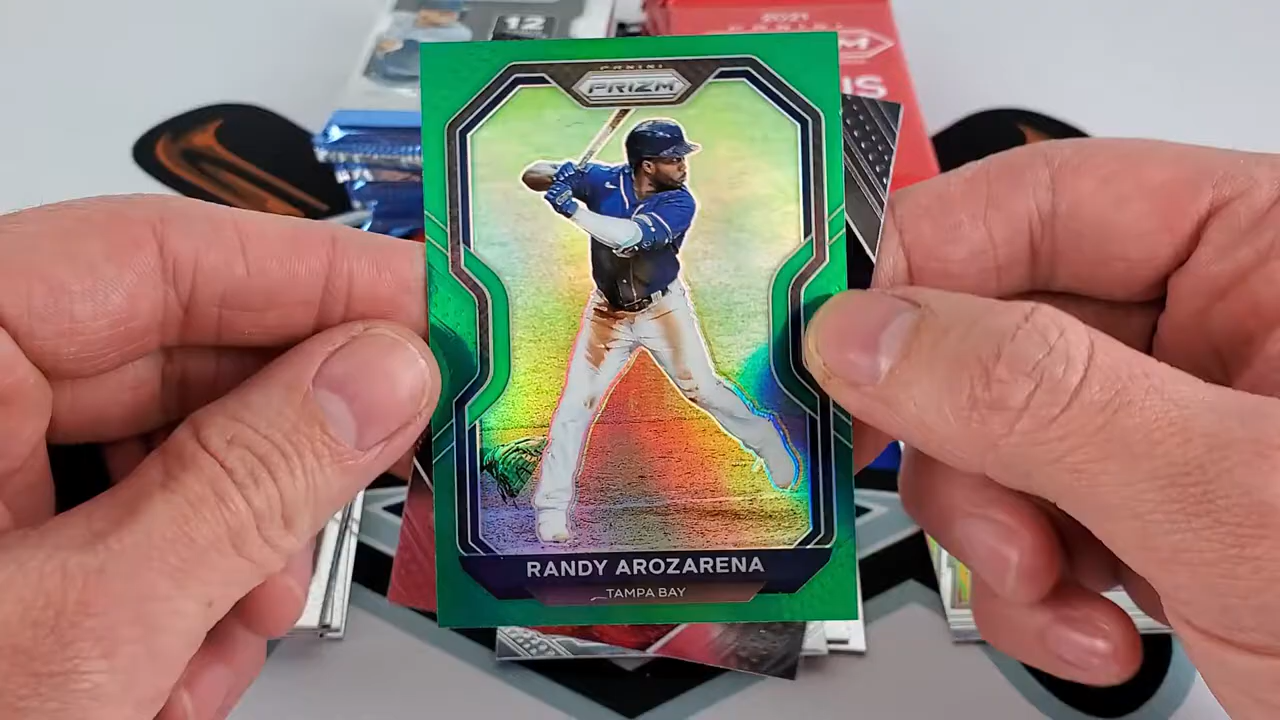 12
2021
PANINI
PRIZM
RANDY AROZARENA
TAMPA BAY